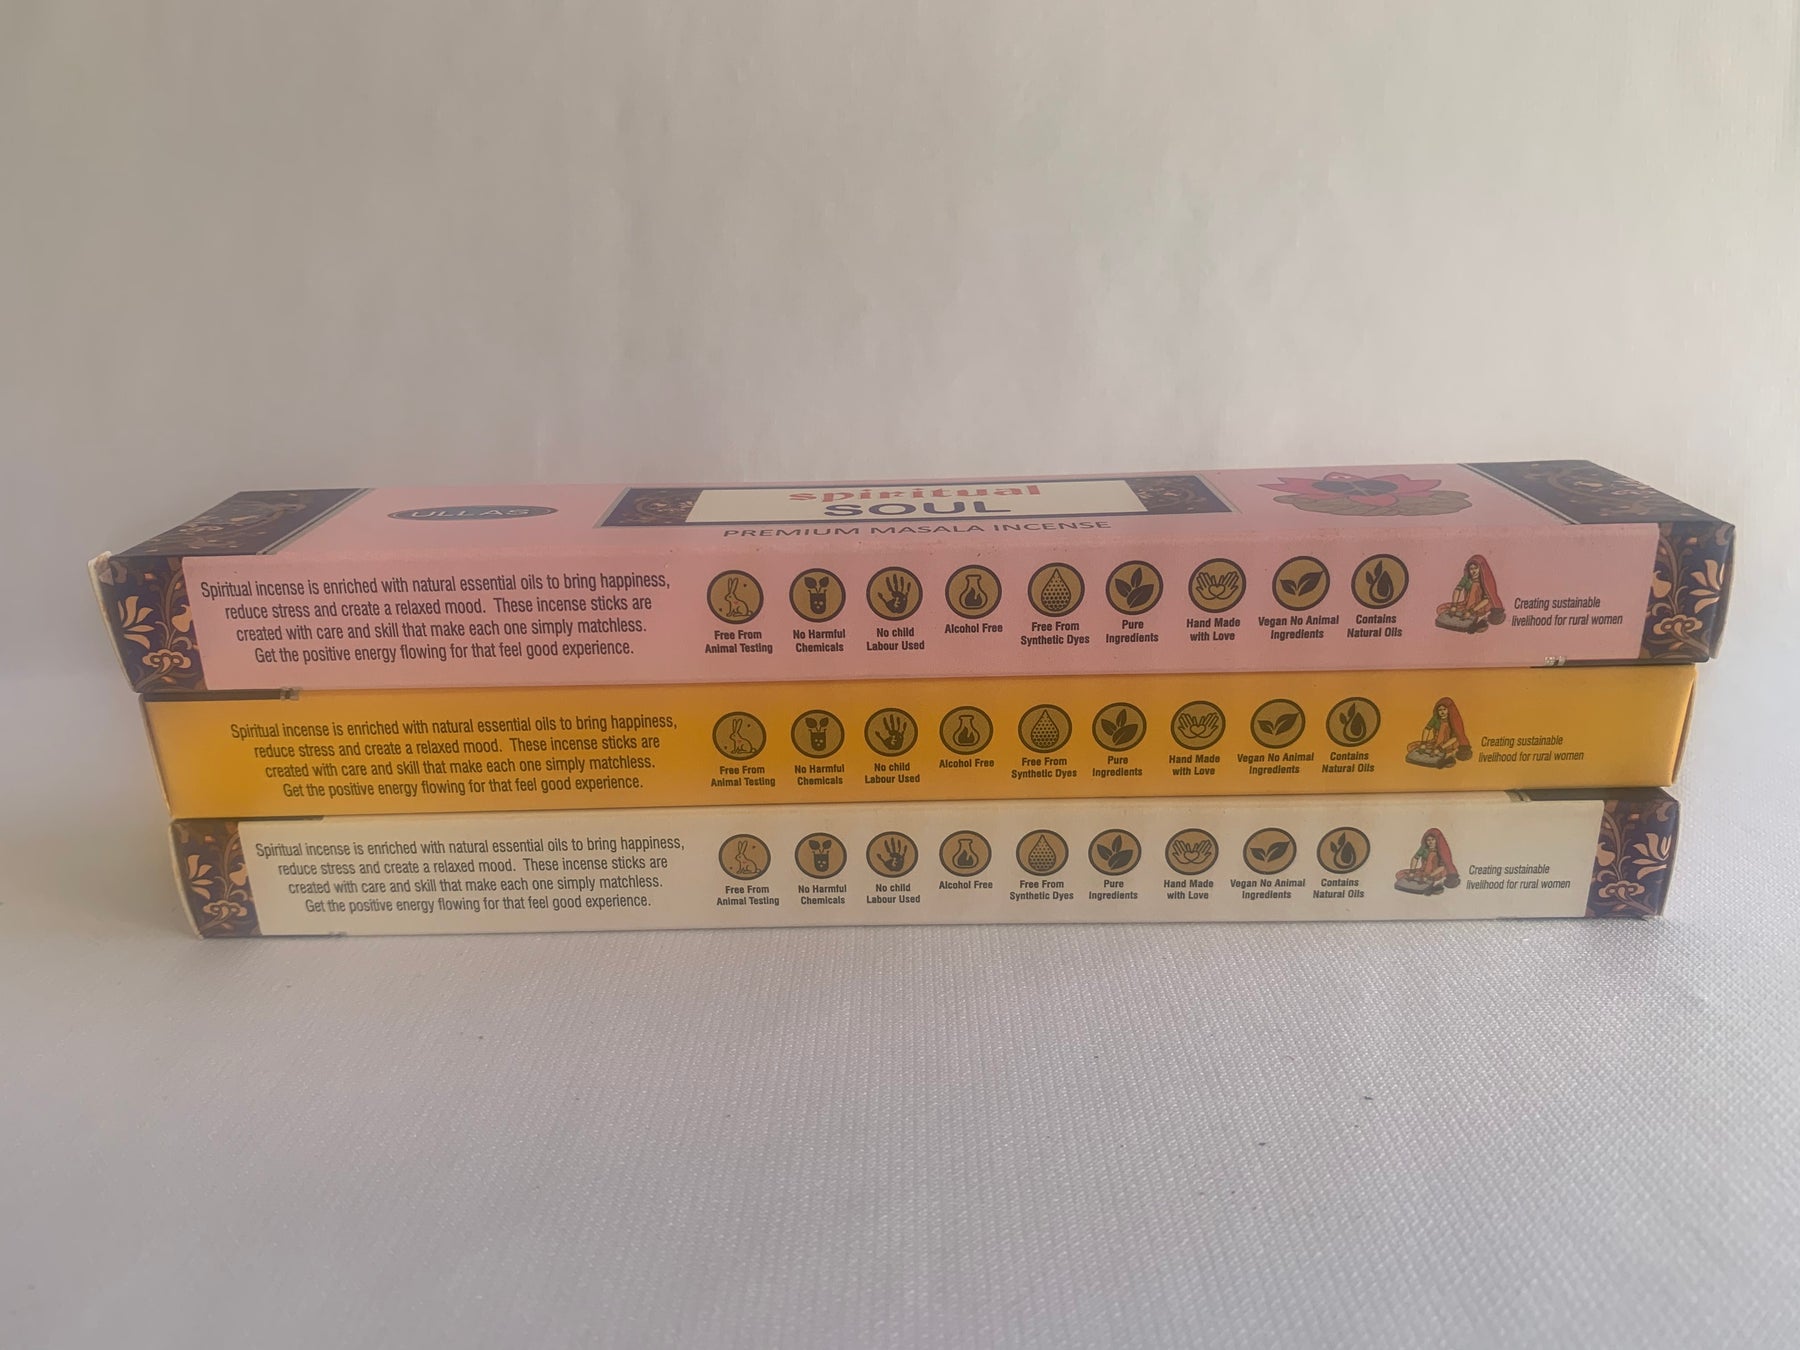 ULLAS
spiritual
SOUL
PREMIUM MASALA INCENSE
Spiritual incense is enriched with natural essential oils to bring happiness,
reduce stress and create a relaxed mood. These incense sticks are
created with care and skill that make each one simply matchless.
Get the positive energy flowing for that feel good experience.
Free From
Animal Testing
No Harmful
Chemicals
No child
Labour Used
Alcohol Free
Free From
Synthetic Dyes
Pure
Ingredients
Hand Made
with Love
Vegan No Animal
Ingredients
Contains
Natural Oils
Creating sustainable
livelihood for rural women
Spiritual incense is enriched with natural essential oils to bring happiness,
reduce stress and create a relaxed mood. These incense sticks are
created with care and skill that make each one simply matchless.
Get the positive energy flowing for that feel good experience.
Free From
Animal Testing
No Harmful
Chemicals
No child
Labour Used
Alcohol Free
Free From
Synthetic Dyes
Pure
Ingredients
Hand Made
with Love
Vegan No Animal
Ingredients
Contains
Natural Oils
Creating sustainable
livelihood for rural women
Spiritual incense is enriched with natural essential oils to bring happiness,
reduce stress and create a relaxed mood. These incense sticks are
created with care and skill that make each one simply matchless.
Get the positive energy flowing for that feel good experience.
Free From
Animal Testing
No Harmful
Chemicals
No child
Labour Used
Alcohol Free
Free From
Synthetic Dyes
Pure
Ingredients
Hand Made
with Love
Vegan No Animal
Ingredients
Contains
Natural Oils
Creating sustainable
livelihood for rural women